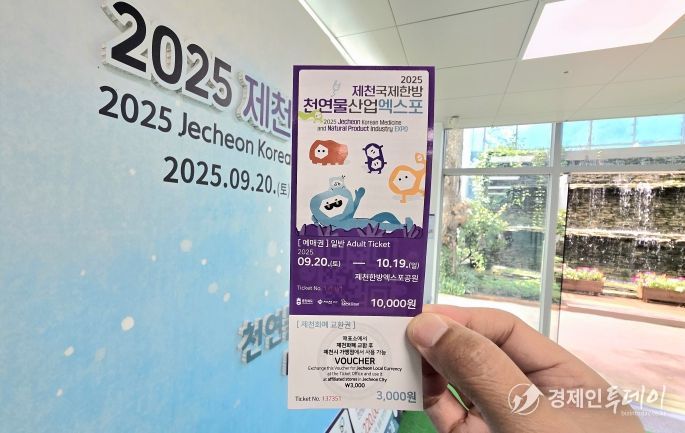 2025 제천
2025 Jecheon Korea
2025.09.20.(토)
천연물
2025
제천국제한방
천연물산업엑스포
2025 Jecheon Korean Medicine
and Natural Product Industry EXPO
[ 예매권 ] 일반 Adult Ticket
2025
09.20.(토) — 10.19.(일)
제천한방엑스포공원
Ticket No.
10,000원
[ 제천화폐 교환권 ]
매표소에서
제천화폐 교환 후
제천시 가맹점에서 사용 가능
VOUCHER
Exchange this Voucher for Jecheon Local Currency
at the Ticket Office and use it
at affiliated stores in Jecheon City
₩3,000
Ticket No. 137351
3,000원
경제인투데이